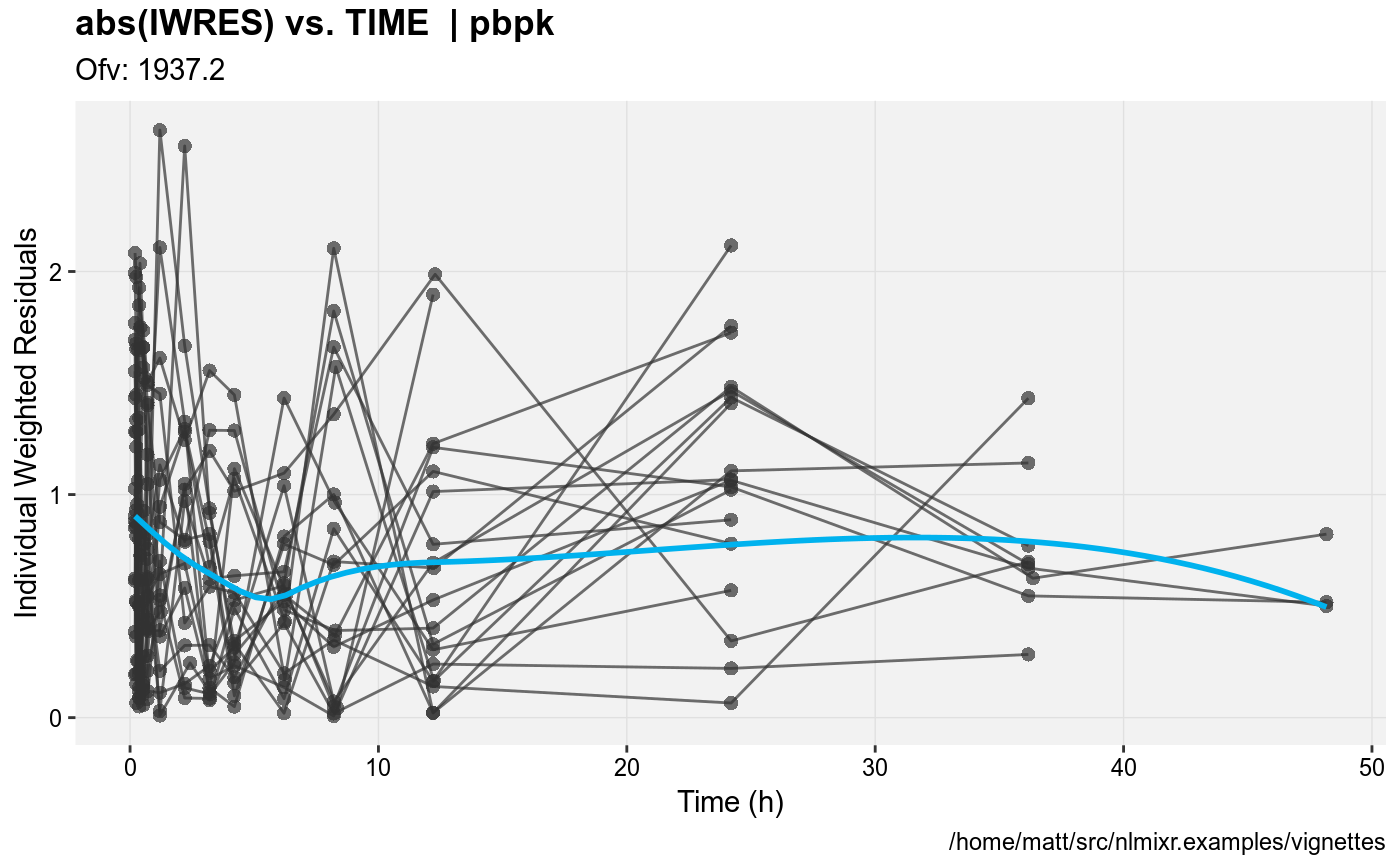 abs(IWRES) vs. TIME | pbpk
Ofv: 1937.2
Individual Weighted Residuals
2
1
0
0 10 20 30 40 50
Time (h)
/home/matt/src/nlmixr.examples/vignettes